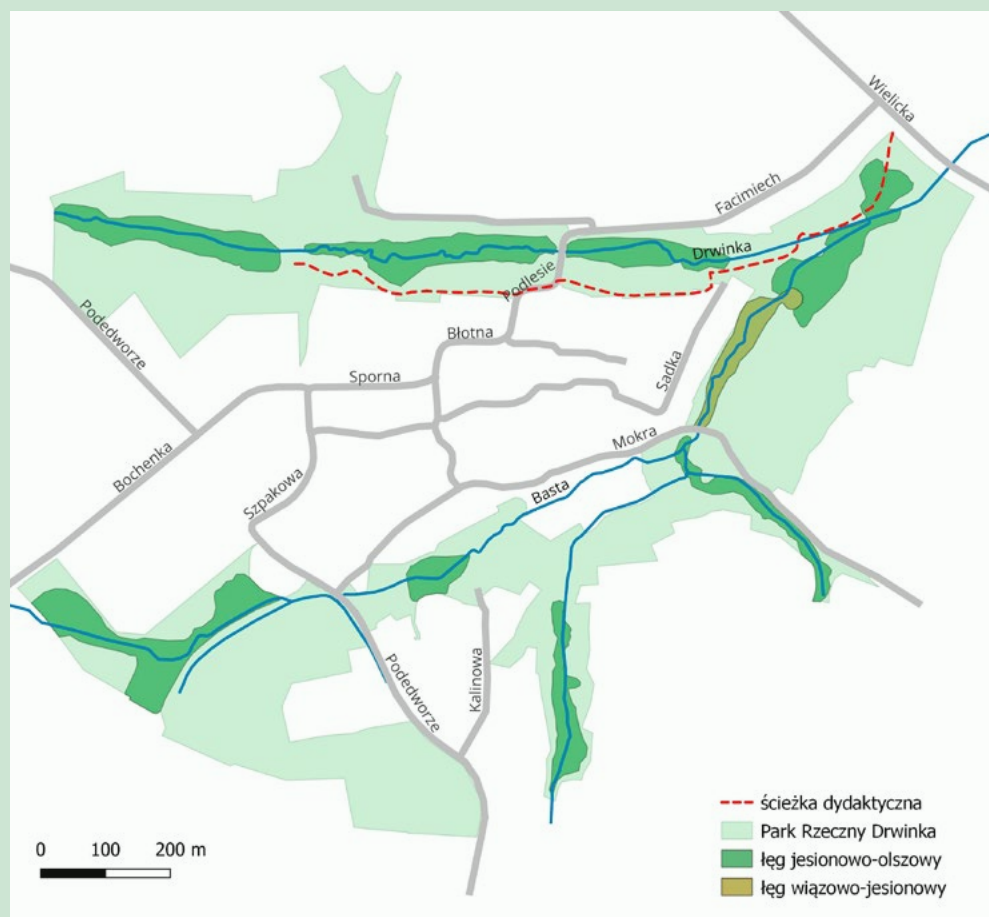 Wielicka
Facimiech
Drwinka
Podlesie
Podedworze
Błotna
Sporna
Sadka
Mokra
Bochenka
Szpakowa
Basta
Podedworze
Kalinowa
ścieżka dydaktyczna
Park Rzeczny Drwinka
łęg jesionowo-olszowy
łęg wiązowo-jesionowy
0 100 200 m